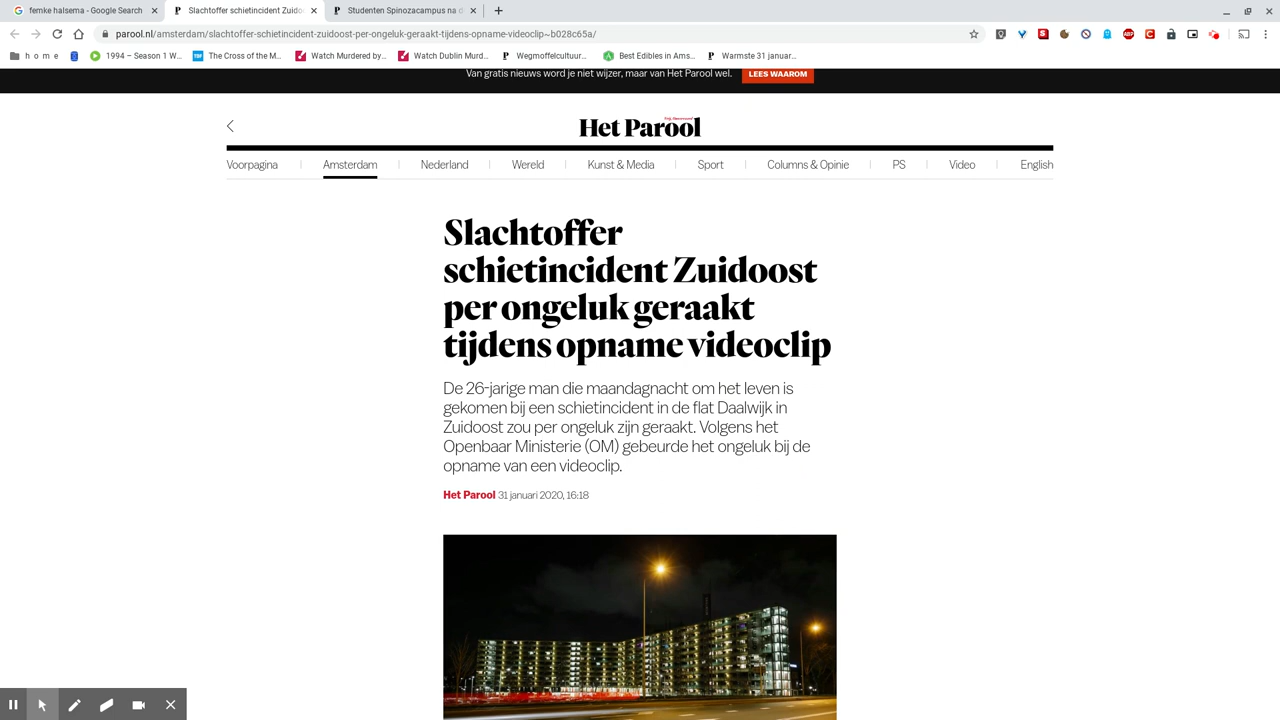 femke halsema - Google Search
Slachtoffer schietincident Zuido
Studenten Spinozacampus na d
parool.nl/amsterdam/slachtoffer-schietincident-zuidoost-per-ongeluk-geraakt-tijdens-opname-videoclip~b028c65a/
h o m e
1994 – Season 1 W...
The Cross of the M...
Watch Murdered by...
Watch Dublin Murd...
Wegmoffelcultuur...
Best Edibles in Ams...
Warmste 31 januar...
Van gratis nieuws word je niet wijzer, maar van Het Parool wel. LEES WAAROM
Het Parool
Voorpagina Amsterdam Nederland Wereld Kunst & Media Sport Columns & Opinie PS Video English
Slachtoffer
schietincident Zuidoost
per ongeluk geraakt
tijdens opname videoclip
De 26-jarige man die maandagnacht om het leven is
gekomen bij een schietincident in de flat Daalwijk in
Zuidoost zou per ongeluk zijn geraakt. Volgens het
Openbaar Ministerie (OM) gebeurde het ongeluk bij de
opname van een videoclip.
Het Parool 31 januari 2020, 16:18